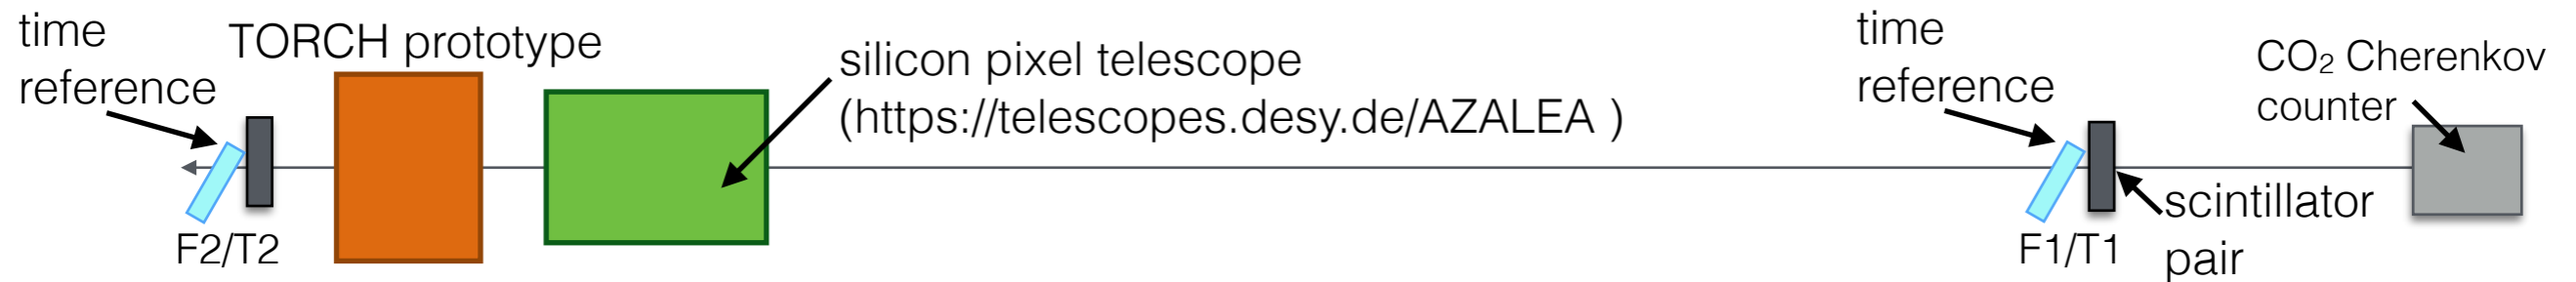 time
reference
TORCH prototype
silicon pixel telescope
(https://telescopes.desy.de/AZALEA )
time
reference
CO₂ Cherenkov
counter
F2/T2
F1/T1
scintillator
pair